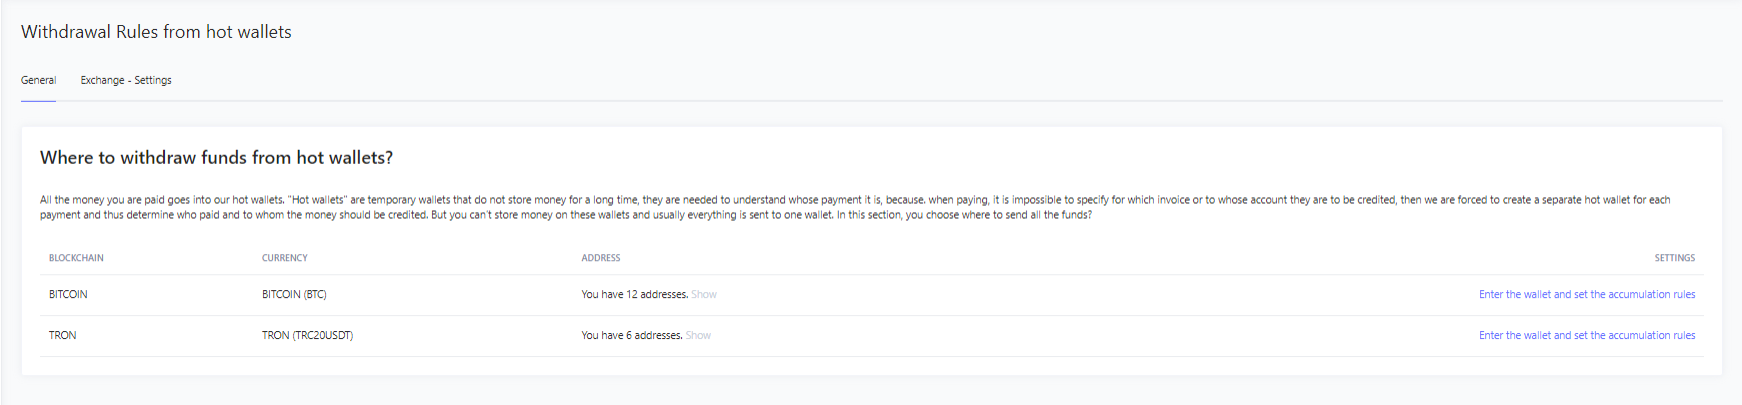 Withdrawal Rules from hot wallets
General Exchange - Settings
Where to withdraw funds from hot wallets?
All the money you are paid goes into our hot wallets. "Hot wallets" are temporary wallets that do not store money for a long time, they are needed to understand whose payment it is, because. when paying, it is impossible to specify for which invoice or to whose account they are to be credited, then we are forced to create a separate hot wallet for each
payment and thus determine who paid and to whom the money should be credited. But you can't store money on these wallets and usually everything is sent to one wallet. In this section, you choose where to send all the funds?
BLOCKCHAIN CURRENCY ADDRESS SETTINGS
BITCOIN BITCOIN (BTC) You have 12 addresses. Show Enter the wallet and set the accumulation rules
TRON TRON (TRC20USDT) You have 6 addresses. Show Enter the wallet and set the accumulation rules